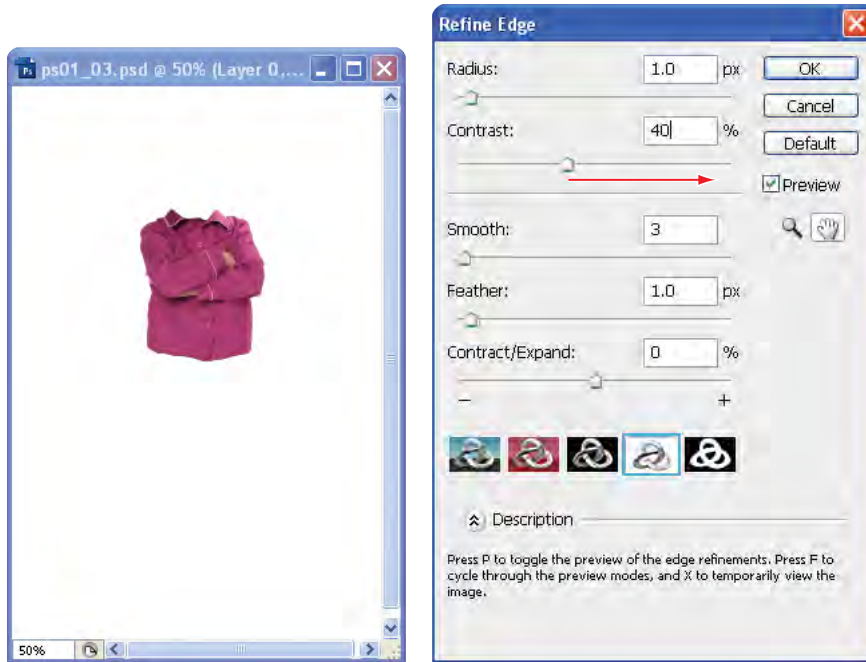 ps01_03.psd @ 50% (Layer 0,...
50%
Refine Edge
Radius: 1.0 px
OK
Cancel
Contrast: 40 %
Default
Preview
Smooth: 3
Feather: 1.0 px
Contract/Expand: 0 %
− +
Description
Press P to toggle the preview of the edge refinements. Press F to
cycle through the preview modes, and X to temporarily view the
image.